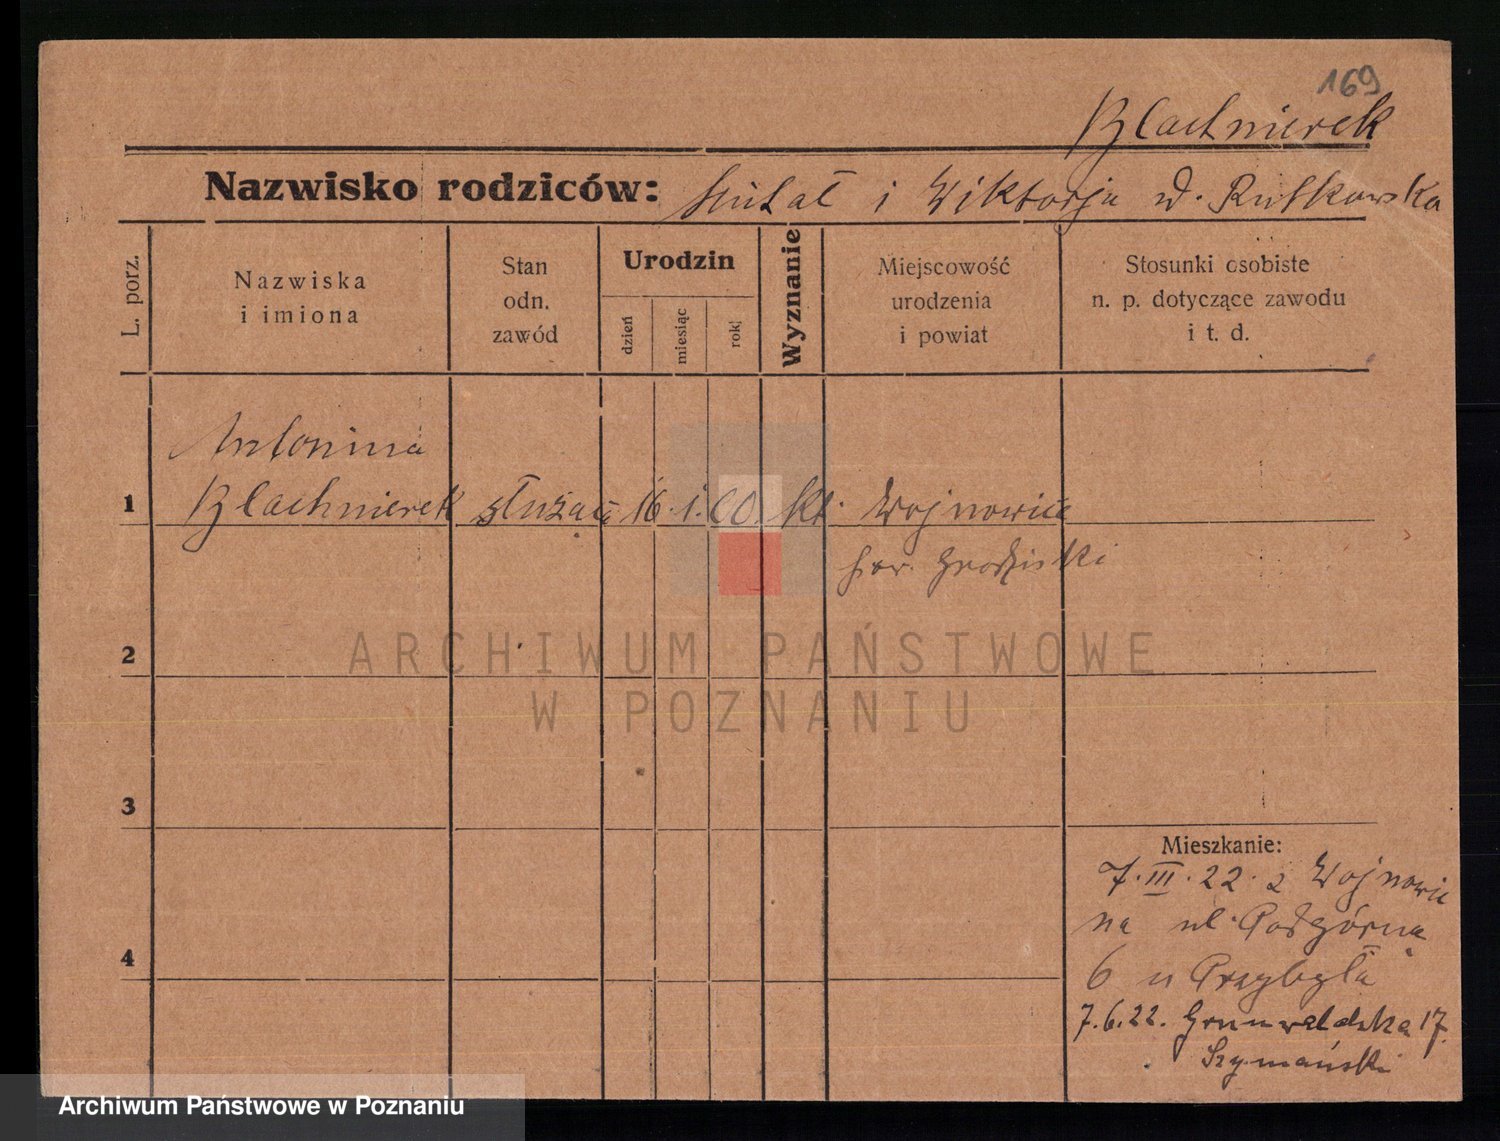 169
Blachnierek
Nazwisko rodziców: i Wiktorja d. Rutkowska
L. porz.
Nazwiska
i imiona
Stan
odn.
zawód
Urodzin
dzień
miesiąc
rok
Wyznanie
Miejscowość
urodzenia
i powiat
Stosunki osobiste
n. p. dotyczące zawodu
i t. d.
Antonina
1 Blachnierek służąca 16. 1. 00. kt. Wojnowice
pow. Grodziski
2
ARCHIWUM PAŃSTWOWE
W POZNANIU
3
Mieszkanie:
7. III. 22. z Wojnowic
na ul. Podgórna
4
6 u Przybyła
7. 6. 22. Grunwaldzka 17.
Szymański
Archiwum Państwowe w Poznaniu